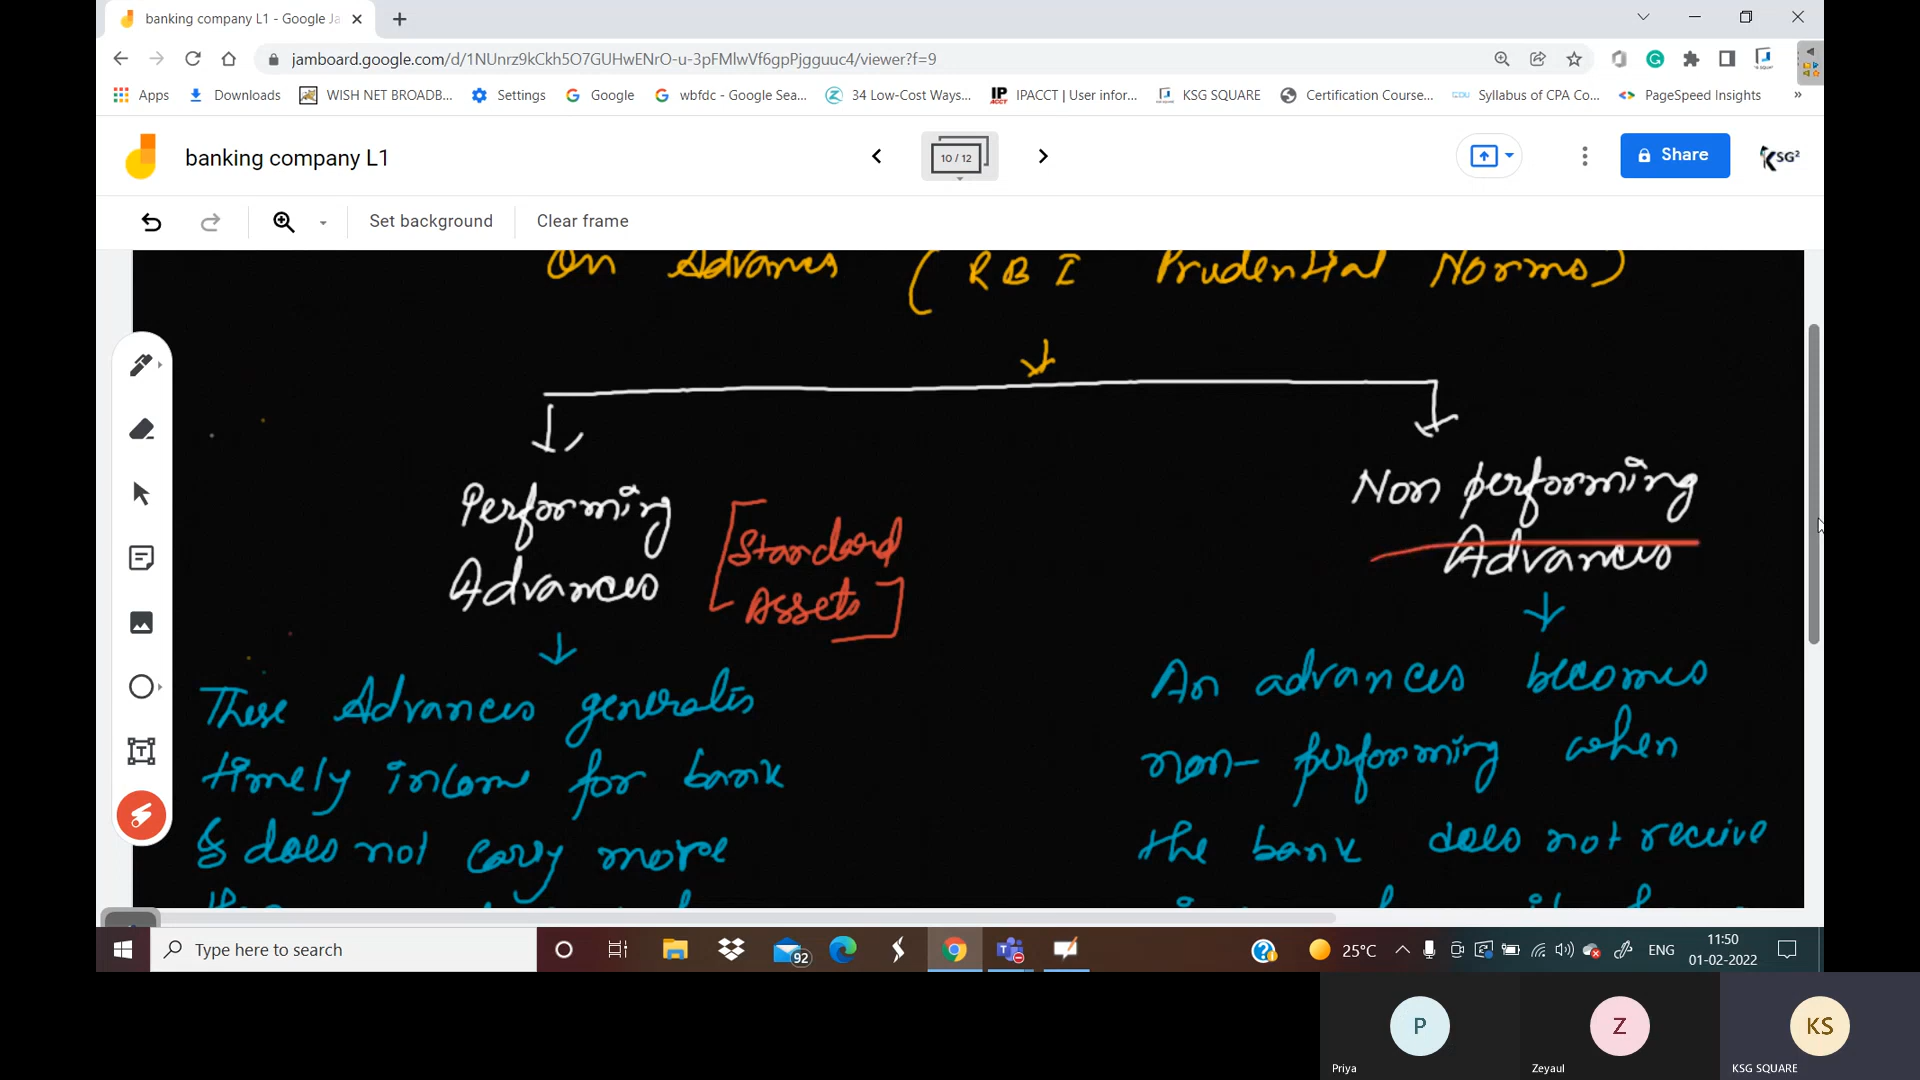 banking company L1 - Google Ja
jamboard.google.com/d/1NUnrz9kCkh5O7GUHwENrO-u-3pFMlwVf6gpPjgguuc4/viewer?f=9
Apps Downloads WISH NET BROADB... Settings Google wbfdc - Google Sea... 34 Low-Cost Ways... IPACCT | User infor... KSG SQUARE Certification Course... Syllabus of CPA Co... PageSpeed Insights »
banking company L1
10 / 12
Share
KSG²
Set background Clear frame
On Advances (RBI Prudential Norms)
Performing
Advances
[Standard
Assets]
Non performing
Advances
These Advances generates
timely income for bank
& does not carry more
An advances becomes
non-performing when
the bank does not receive
Type here to search
92
25°C
ENG
11:50
01-02-2022
P
Priya
Z
Zeyaul
KS
KSG SQUARE